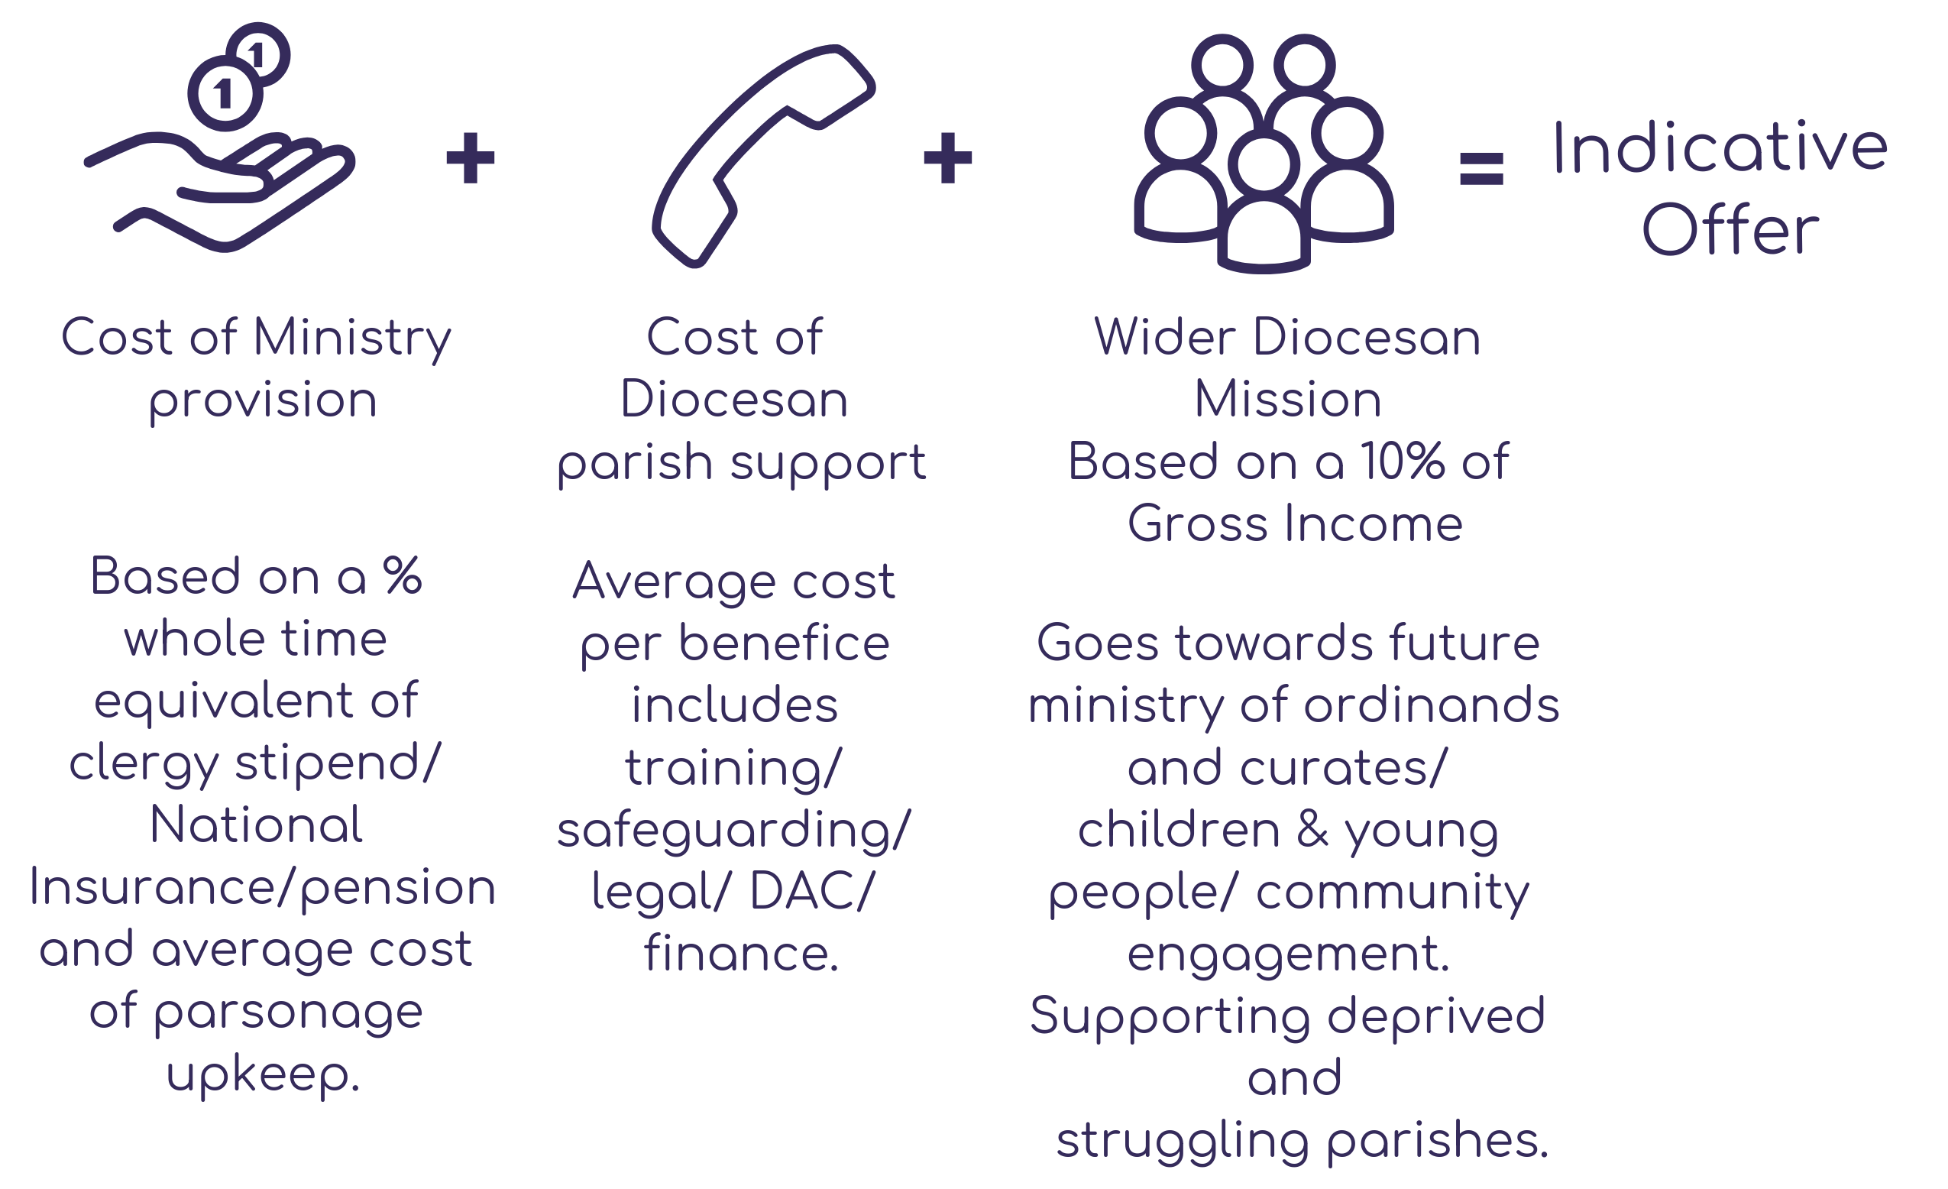 1
1
+
+
=
Indicative
Offer
Cost of Ministry
provision
Based on a %
whole time
equivalent of
clergy stipend/
National
Insurance/pension
and average cost
of parsonage
upkeep.
Cost of
Diocesan
parish support
Average cost
per benefice
includes
training/
safeguarding/
legal/ DAC/
finance.
Wider Diocesan
Mission
Based on a 10% of
Gross Income
Goes towards future
ministry of ordinands
and curates/
children & young
people/ community
engagement.
Supporting deprived
and
struggling parishes.